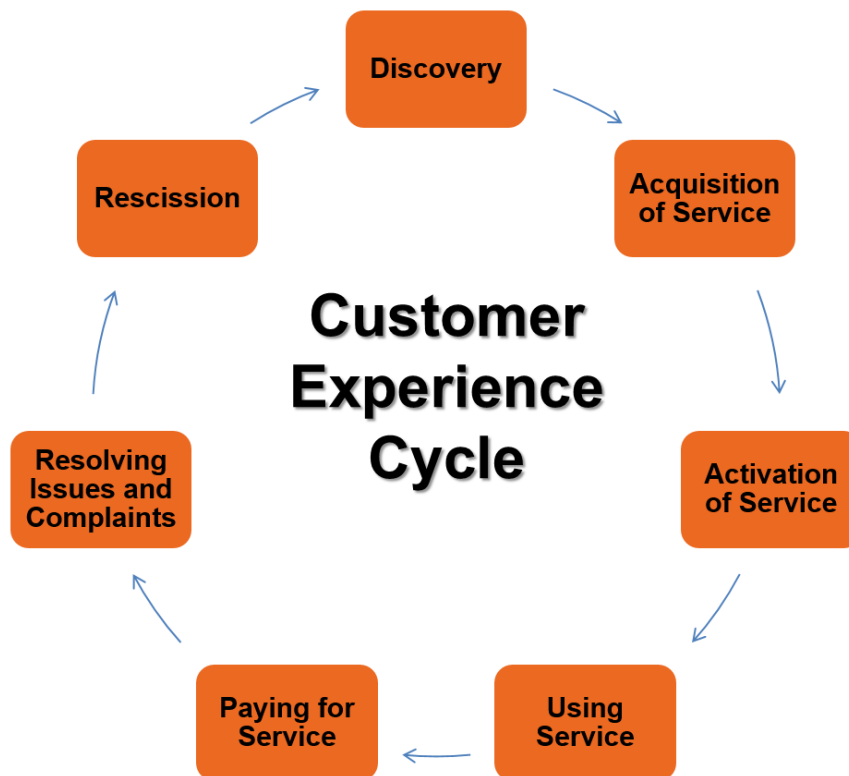 Discovery
Acquisition
of Service
Activation
of Service
Using
Service
Paying for
Service
Resolving
Issues and
Complaints
Rescission
Customer
Experience
Cycle